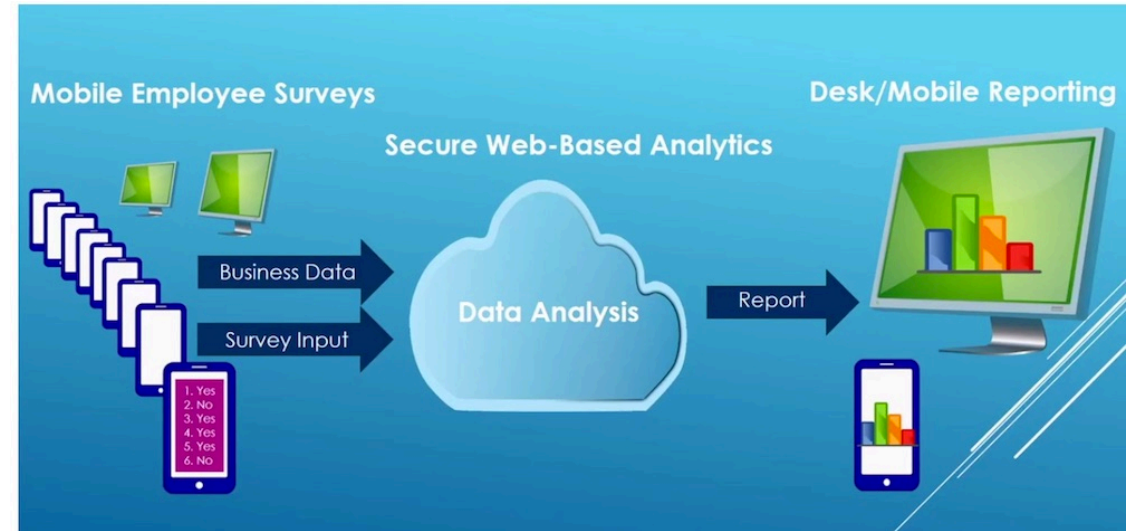 Mobile Employee Surveys
Desk/Mobile Reporting
Secure Web-Based Analytics
Business Data
Survey Input
Data Analysis
Report
1. Yes
2. No
3. Yes
4. Yes
5. Yes
6. No